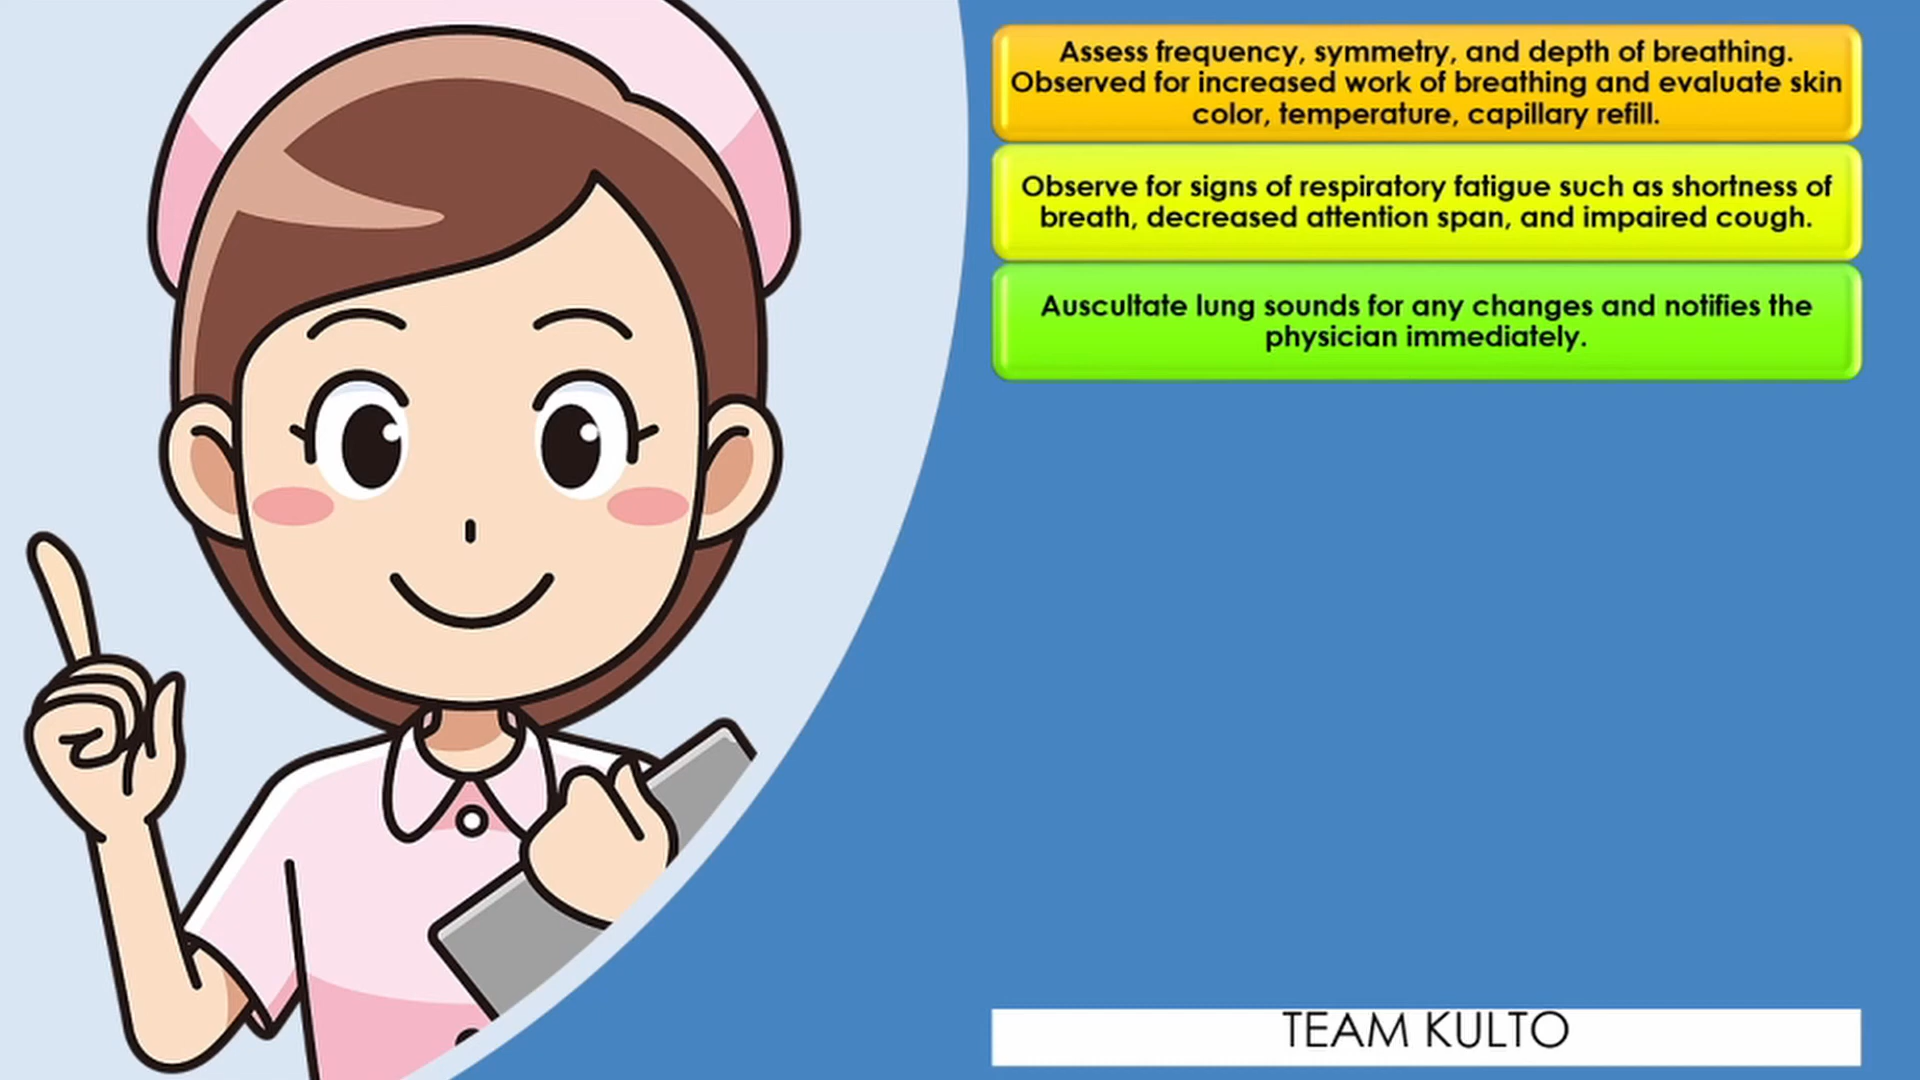 Assess frequency, symmetry, and depth of breathing.
Observed for increased work of breathing and evaluate skin
color, temperature, capillary refill.
Observe for signs of respiratory fatigue such as shortness of
breath, decreased attention span, and impaired cough.
Auscultate lung sounds for any changes and notifies the
physician immediately.
TEAM KULTO